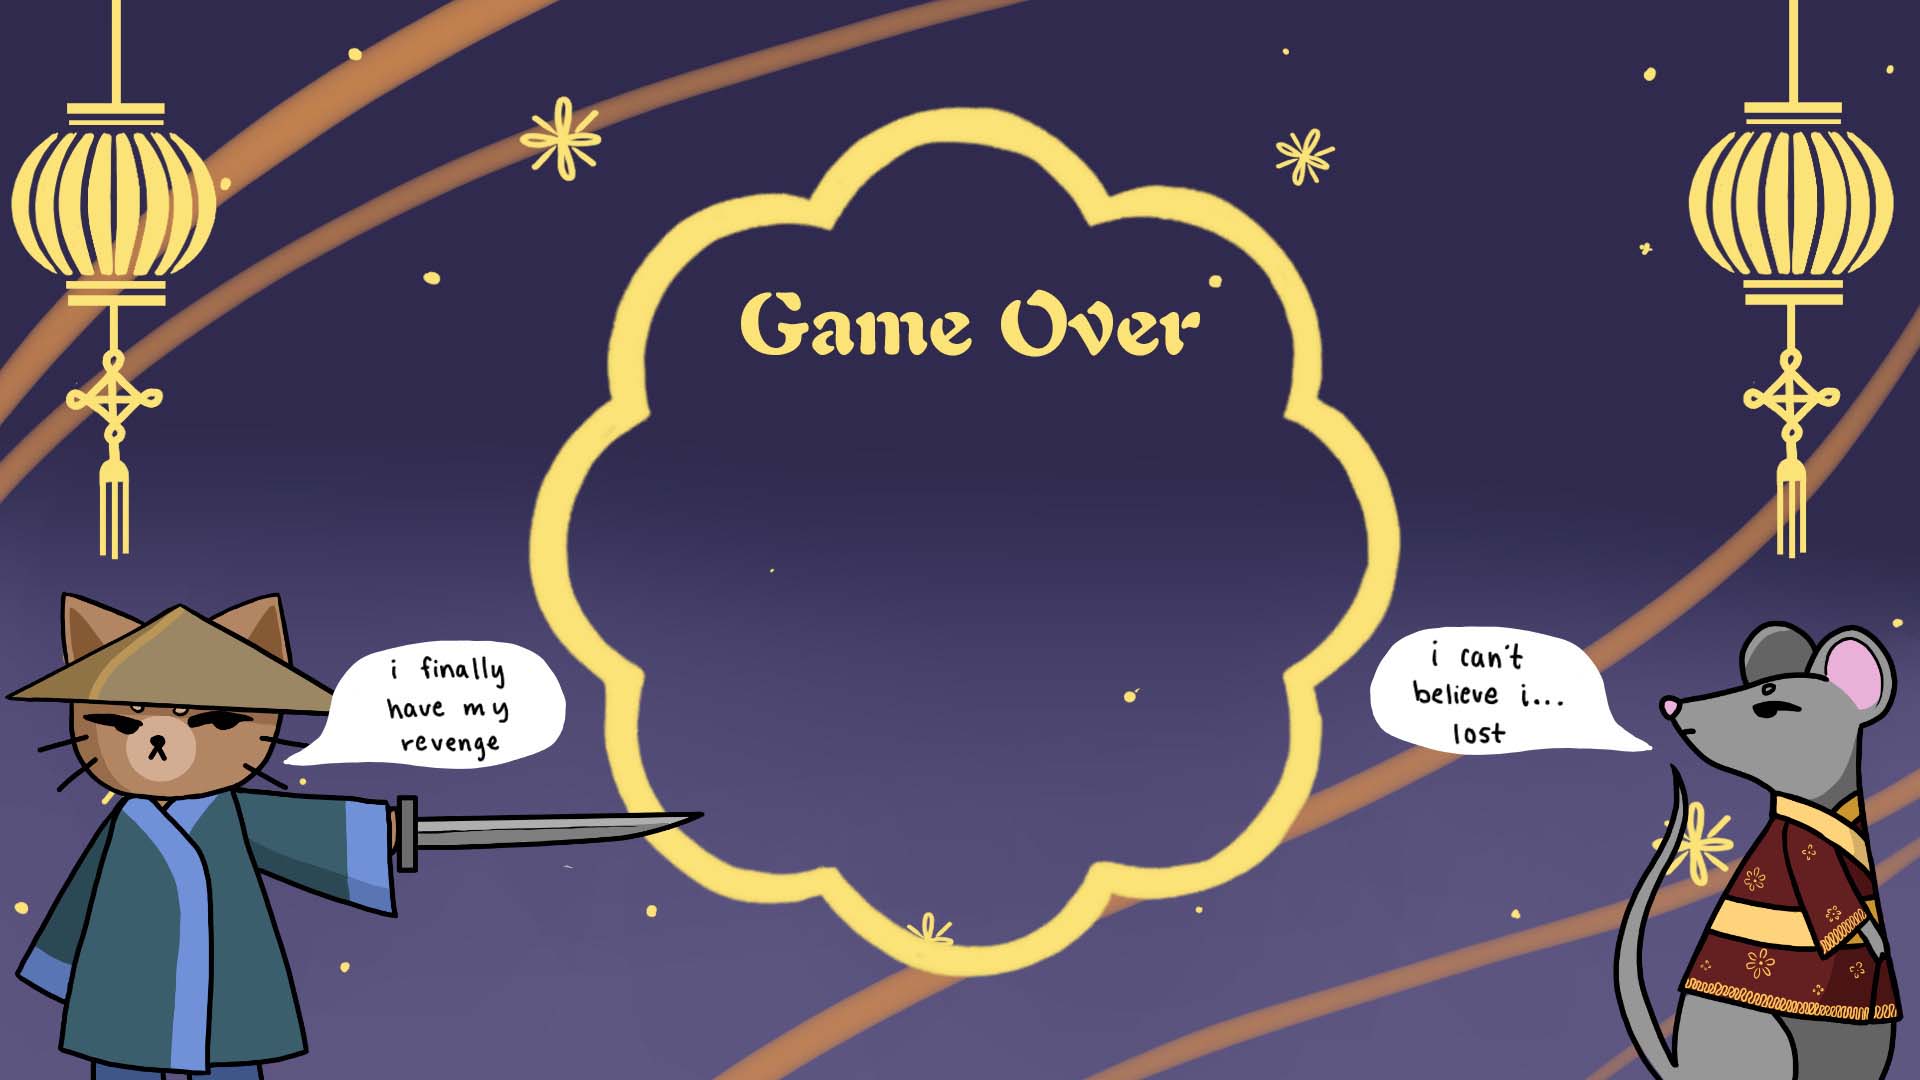 Game Over
i finally
have my
revenge
i can't
believe i...
lost